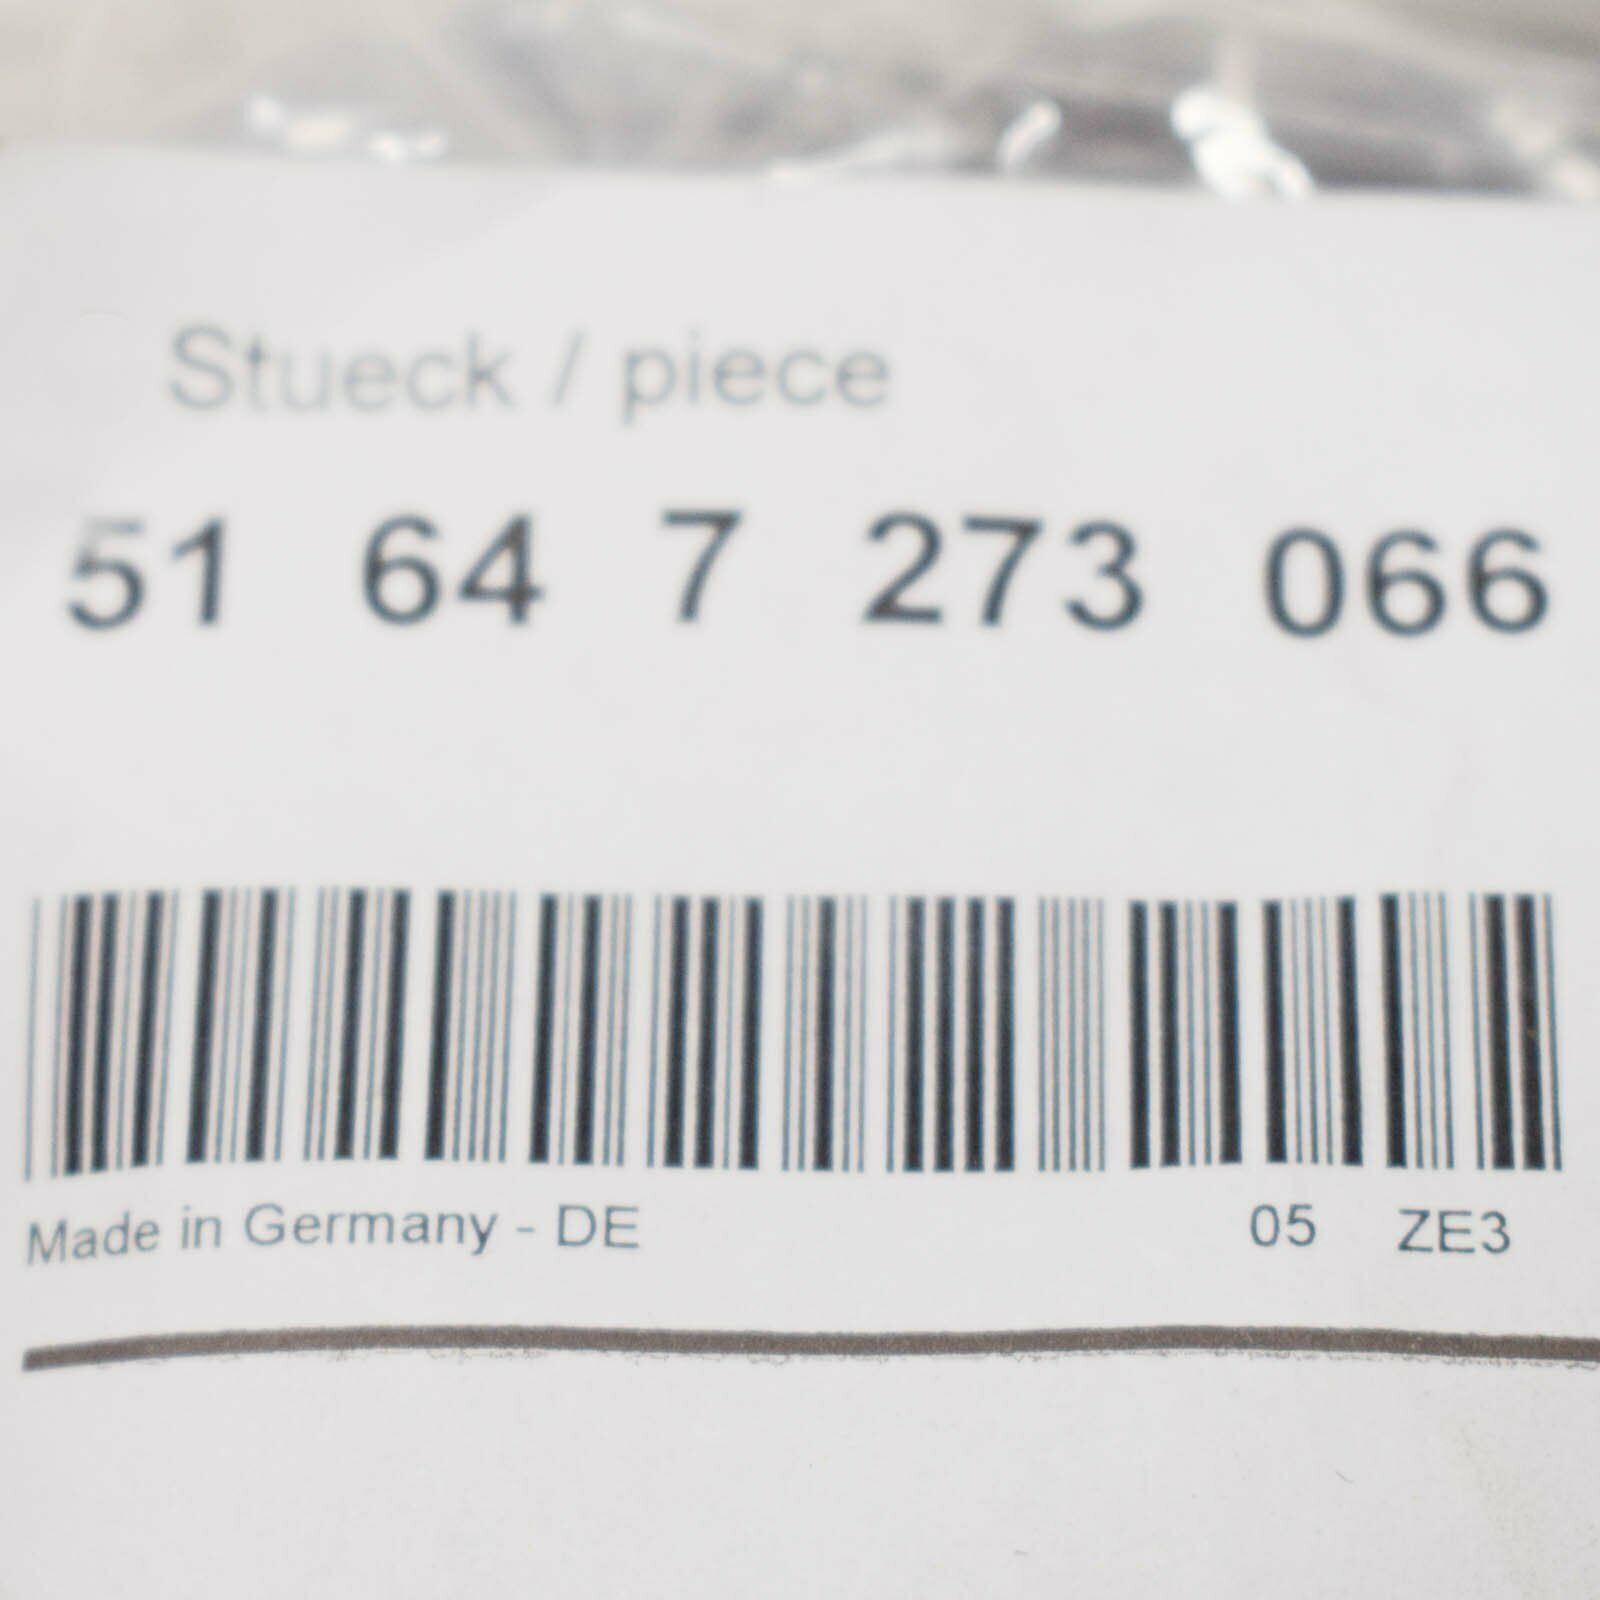 Stueck / piece
51 64 7 273 066
Made in Germany - DE 05 ZE3